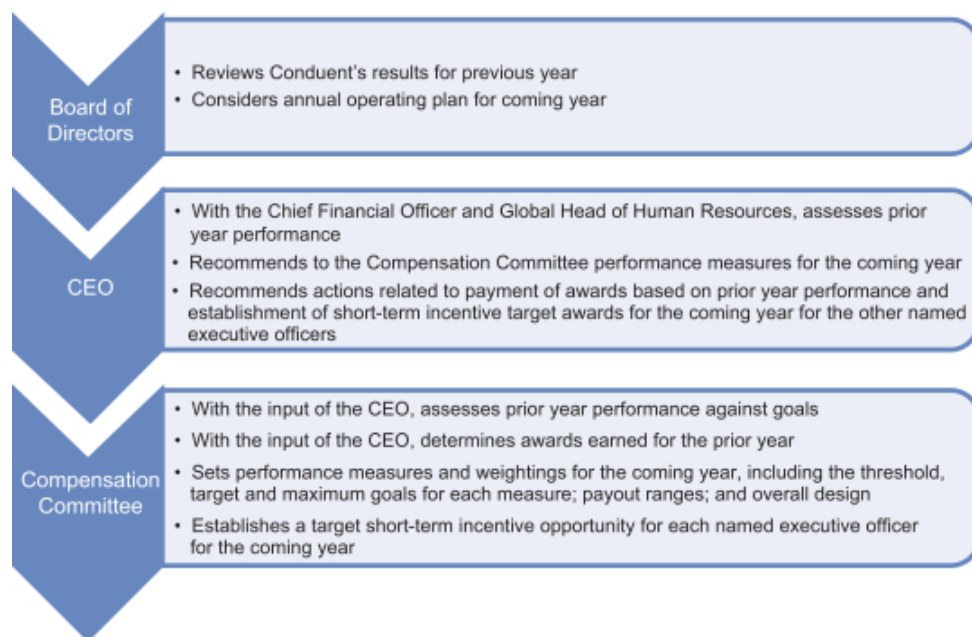 Board of
Directors
• Reviews Conduent's results for previous year
• Considers annual operating plan for coming year
CEO
• With the Chief Financial Officer and Global Head of Human Resources, assesses prior
year performance
• Recommends to the Compensation Committee performance measures for the coming year
• Recommends actions related to payment of awards based on prior year performance and
establishment of short-term incentive target awards for the coming year for the other named
executive officers
Compensation
Committee
• With the input of the CEO, assesses prior year performance against goals
• With the input of the CEO, determines awards earned for the prior year
• Sets performance measures and weightings for the coming year, including the threshold,
target and maximum goals for each measure; payout ranges; and overall design
• Establishes a target short-term incentive opportunity for each named executive officer
for the coming year